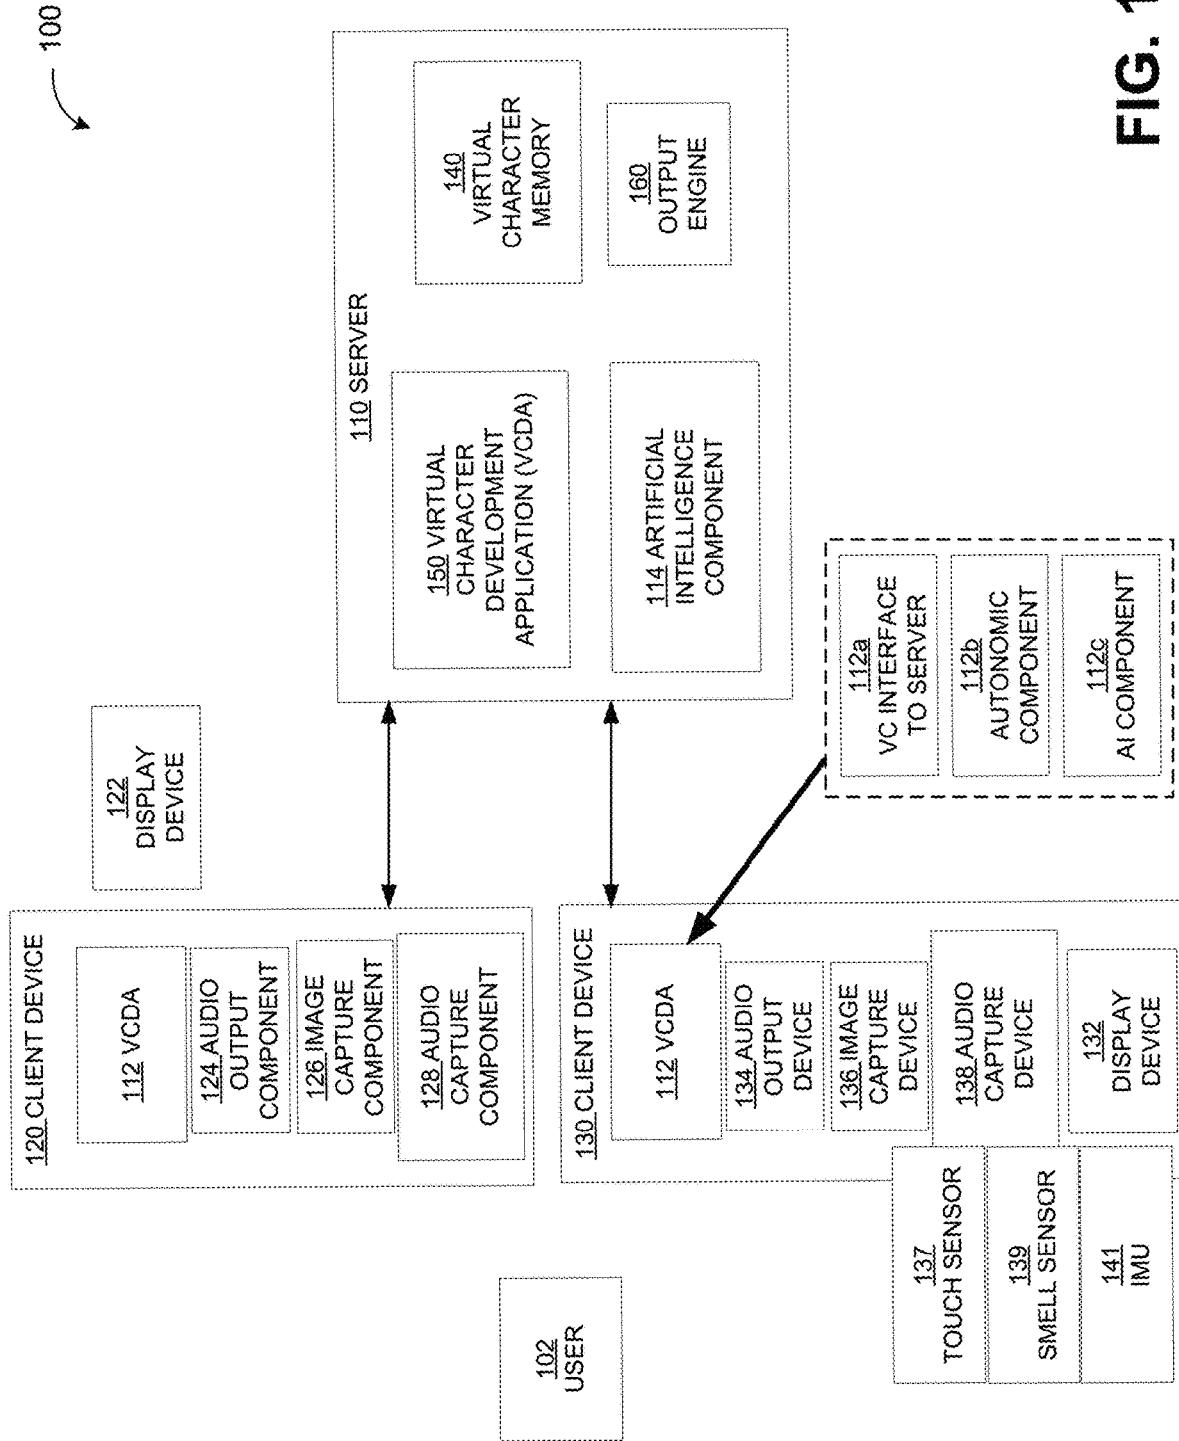 100
110 SERVER
140
VIRTUAL
CHARACTER
MEMORY
160
OUTPUT
ENGINE
150 VIRTUAL
CHARACTER
DEVELOPMENT
APPLICATION (VCDA)
114 ARTIFICIAL
INTELLIGENCE
COMPONENT
122
DISPLAY
DEVICE
112a
VC INTERFACE
TO SERVER
112b
AUTONOMIC
COMPONENT
112c
AI COMPONENT
120 CLIENT DEVICE
112 VCDA
124 AUDIO
OUTPUT
COMPONENT
126 IMAGE
CAPTURE
COMPONENT
128 AUDIO
CAPTURE
COMPONENT
130 CLIENT DEVICE
112 VCDA
134 AUDIO
OUTPUT
DEVICE
136 IMAGE
CAPTURE
DEVICE
138 AUDIO
CAPTURE
DEVICE
132
DISPLAY
DEVICE
137
TOUCH SENSOR
139
SMELL SENSOR
141
IMU
102
USER
FIG. 1